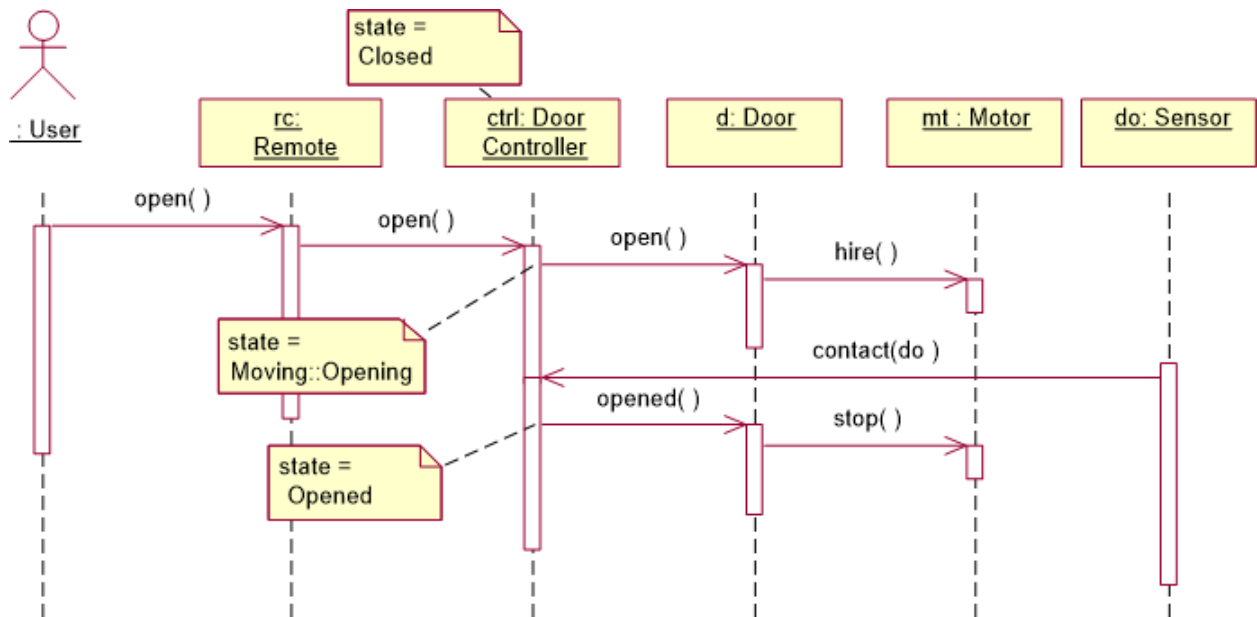 state =
Closed
: User
rc:
Remote
ctrl: Door
Controller
d: Door
mt : Motor
do: Sensor
open( )
open( )
open( )
hire( )
state =
Moving::Opening
contact(do )
opened( )
stop( )
state =
Opened